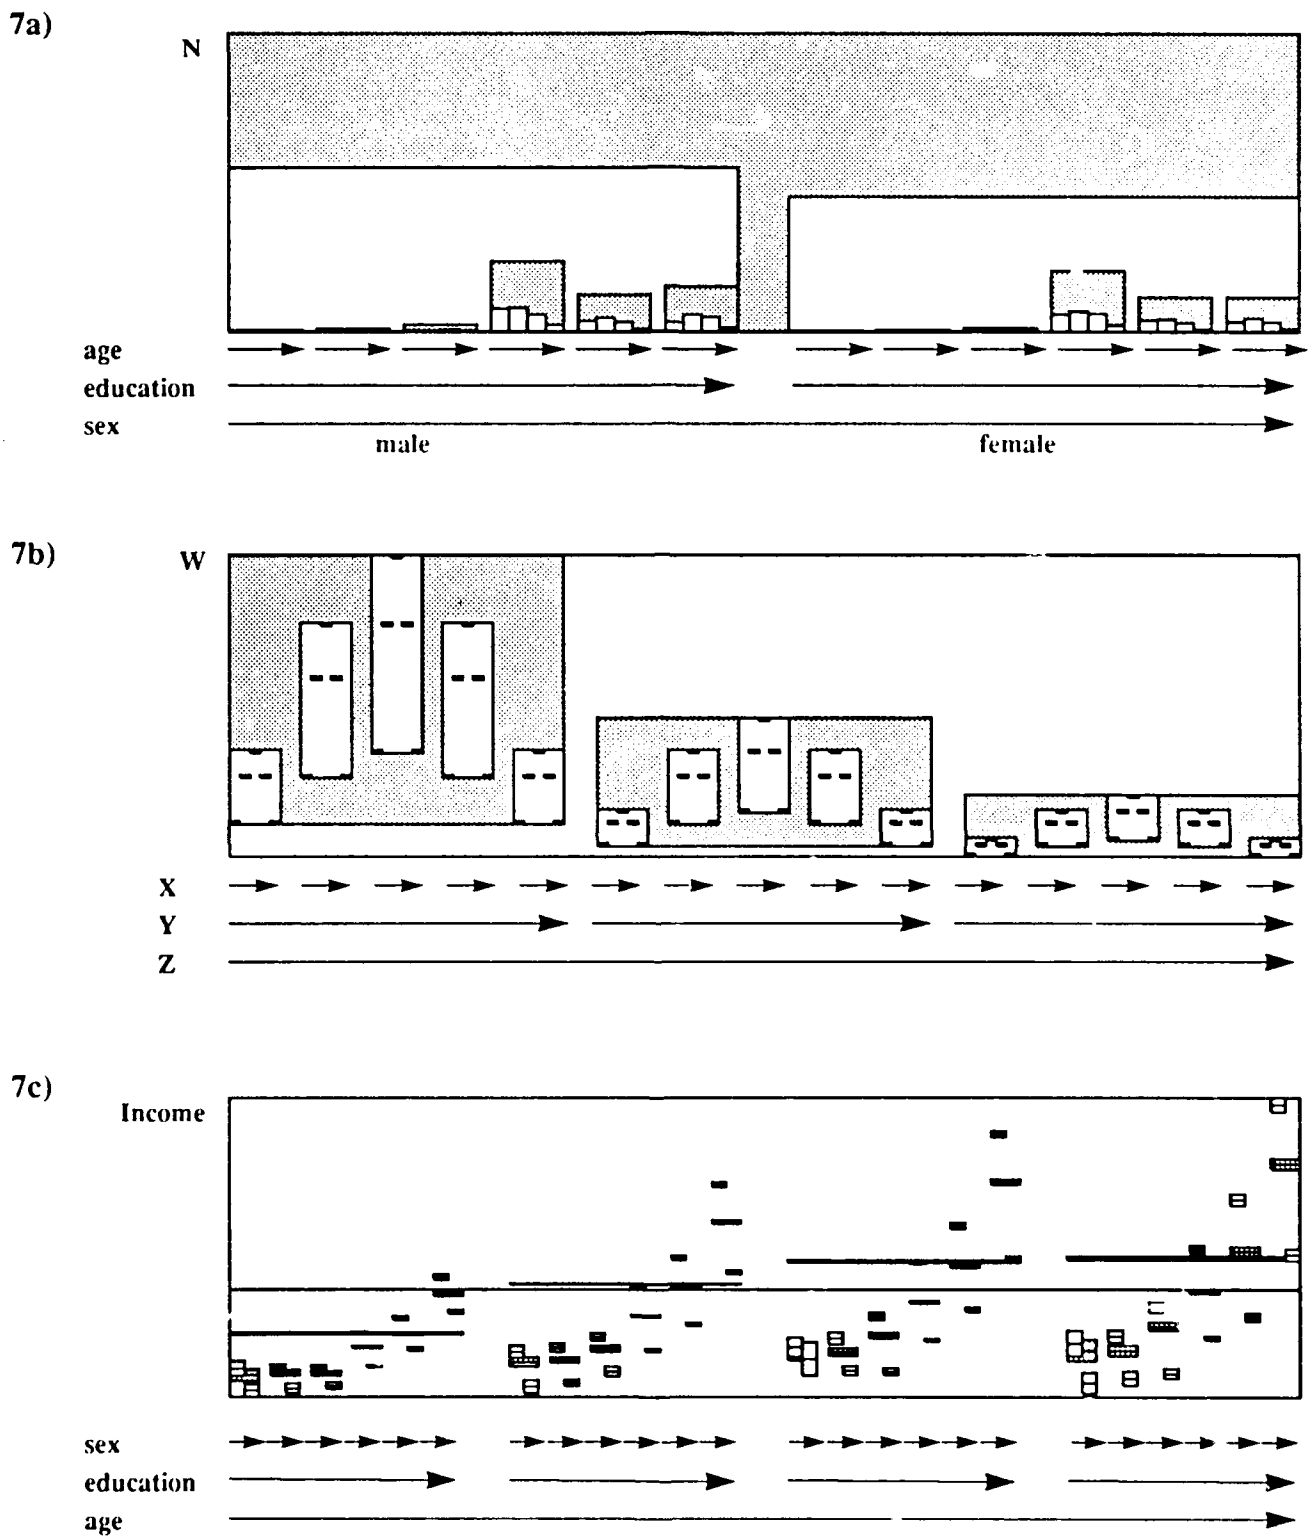 7a)
N
age
education
sex
male female
7b)
W
X
Y
Z
7c)
Income
sex
education
age